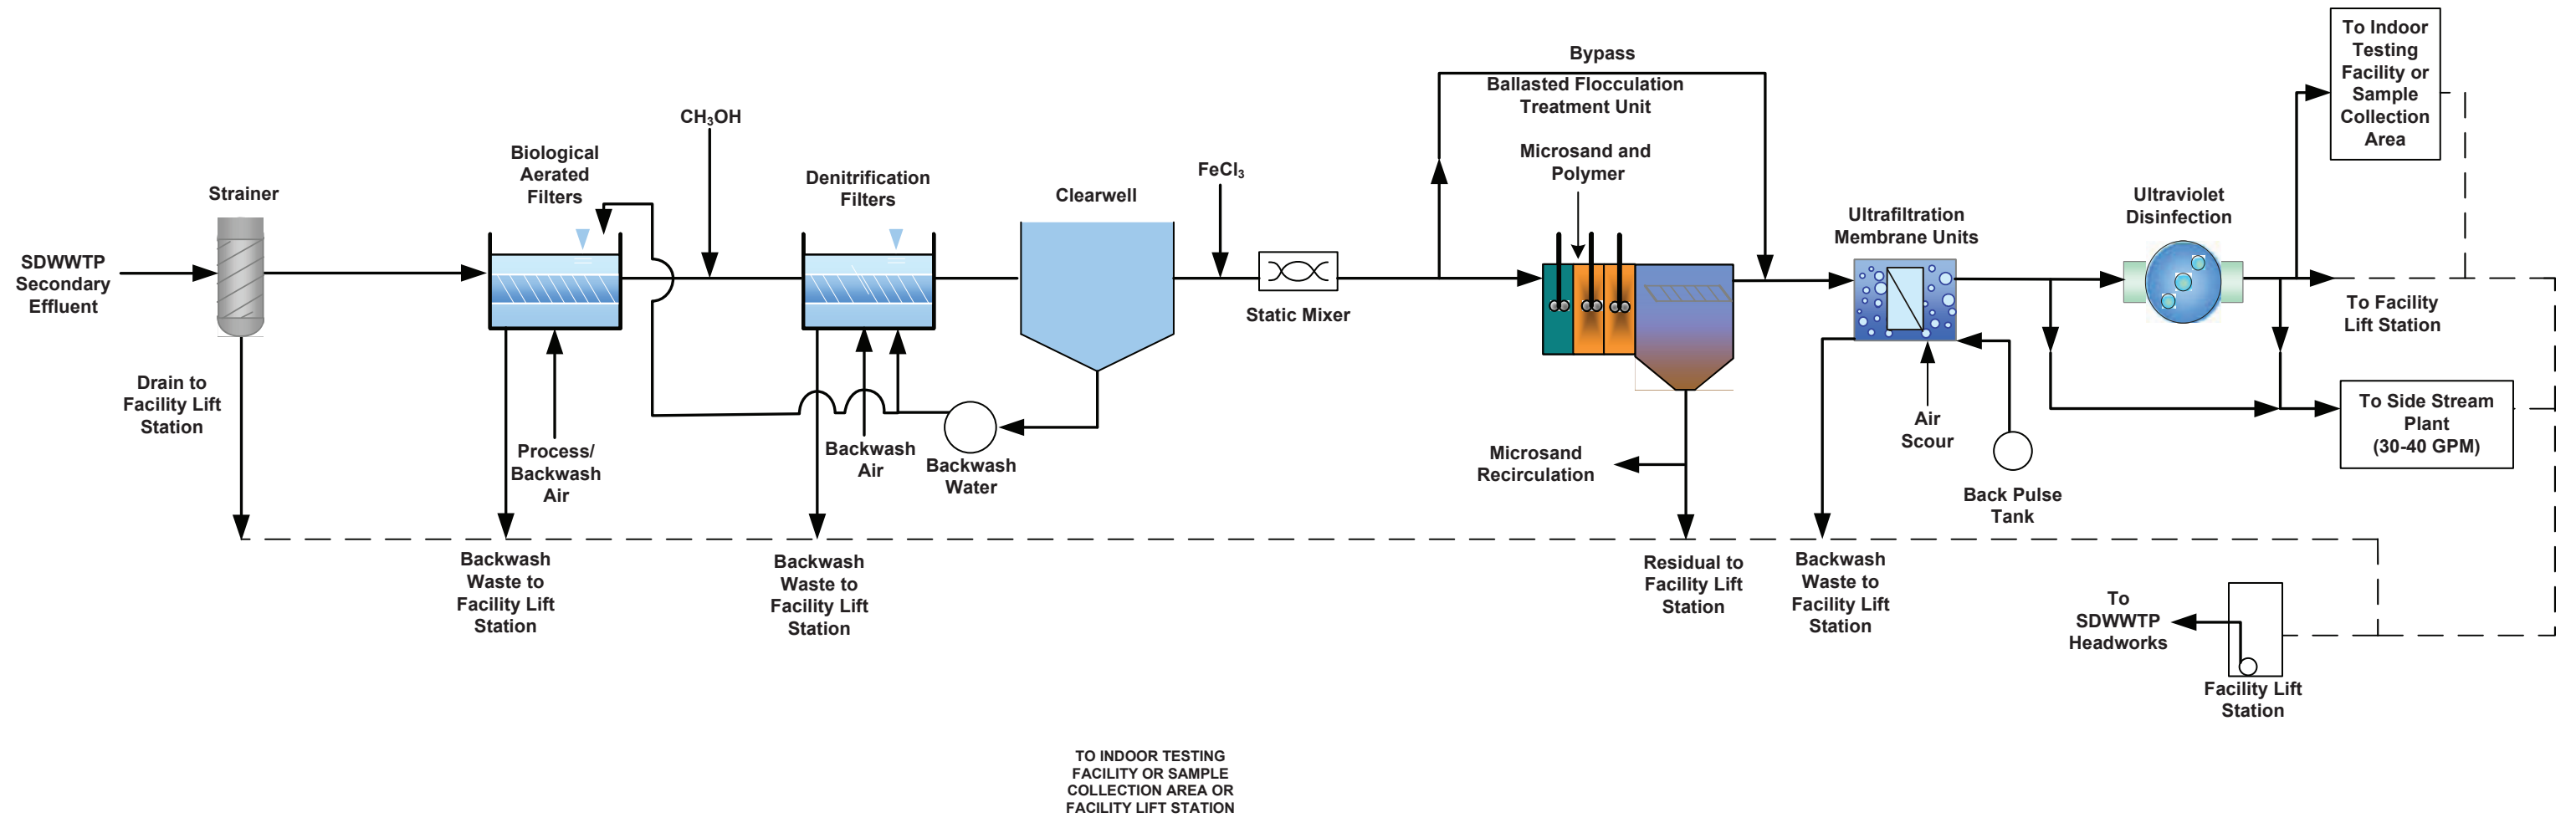 SDWWTP
Secondary
Effluent
Strainer
Drain to
Facility Lift
Station
Biological
Aerated
Filters
Process/
Backwash
Air
Backwash
Waste to
Facility Lift
Station
CH₃OH
Denitrification
Filters
Backwash
Air
Backwash
Water
Backwash
Waste to
Facility Lift
Station
Clearwell
FeCl₃
Static Mixer
Bypass
Ballasted Flocculation
Treatment Unit
Microsand and
Polymer
Microsand
Recirculation
Residual to
Facility Lift
Station
Ultrafiltration
Membrane Units
Air
Scour
Back Pulse
Tank
Backwash
Waste to
Facility Lift
Station
Ultraviolet
Disinfection
To Indoor
Testing
Facility or
Sample
Collection
Area
To Facility
Lift Station
To Side Stream
Plant
(30-40 GPM)
To
SDWWTP
Headworks
Facility Lift
Station
TO INDOOR TESTING
FACILITY OR SAMPLE
COLLECTION AREA OR
FACILITY LIFT STATION